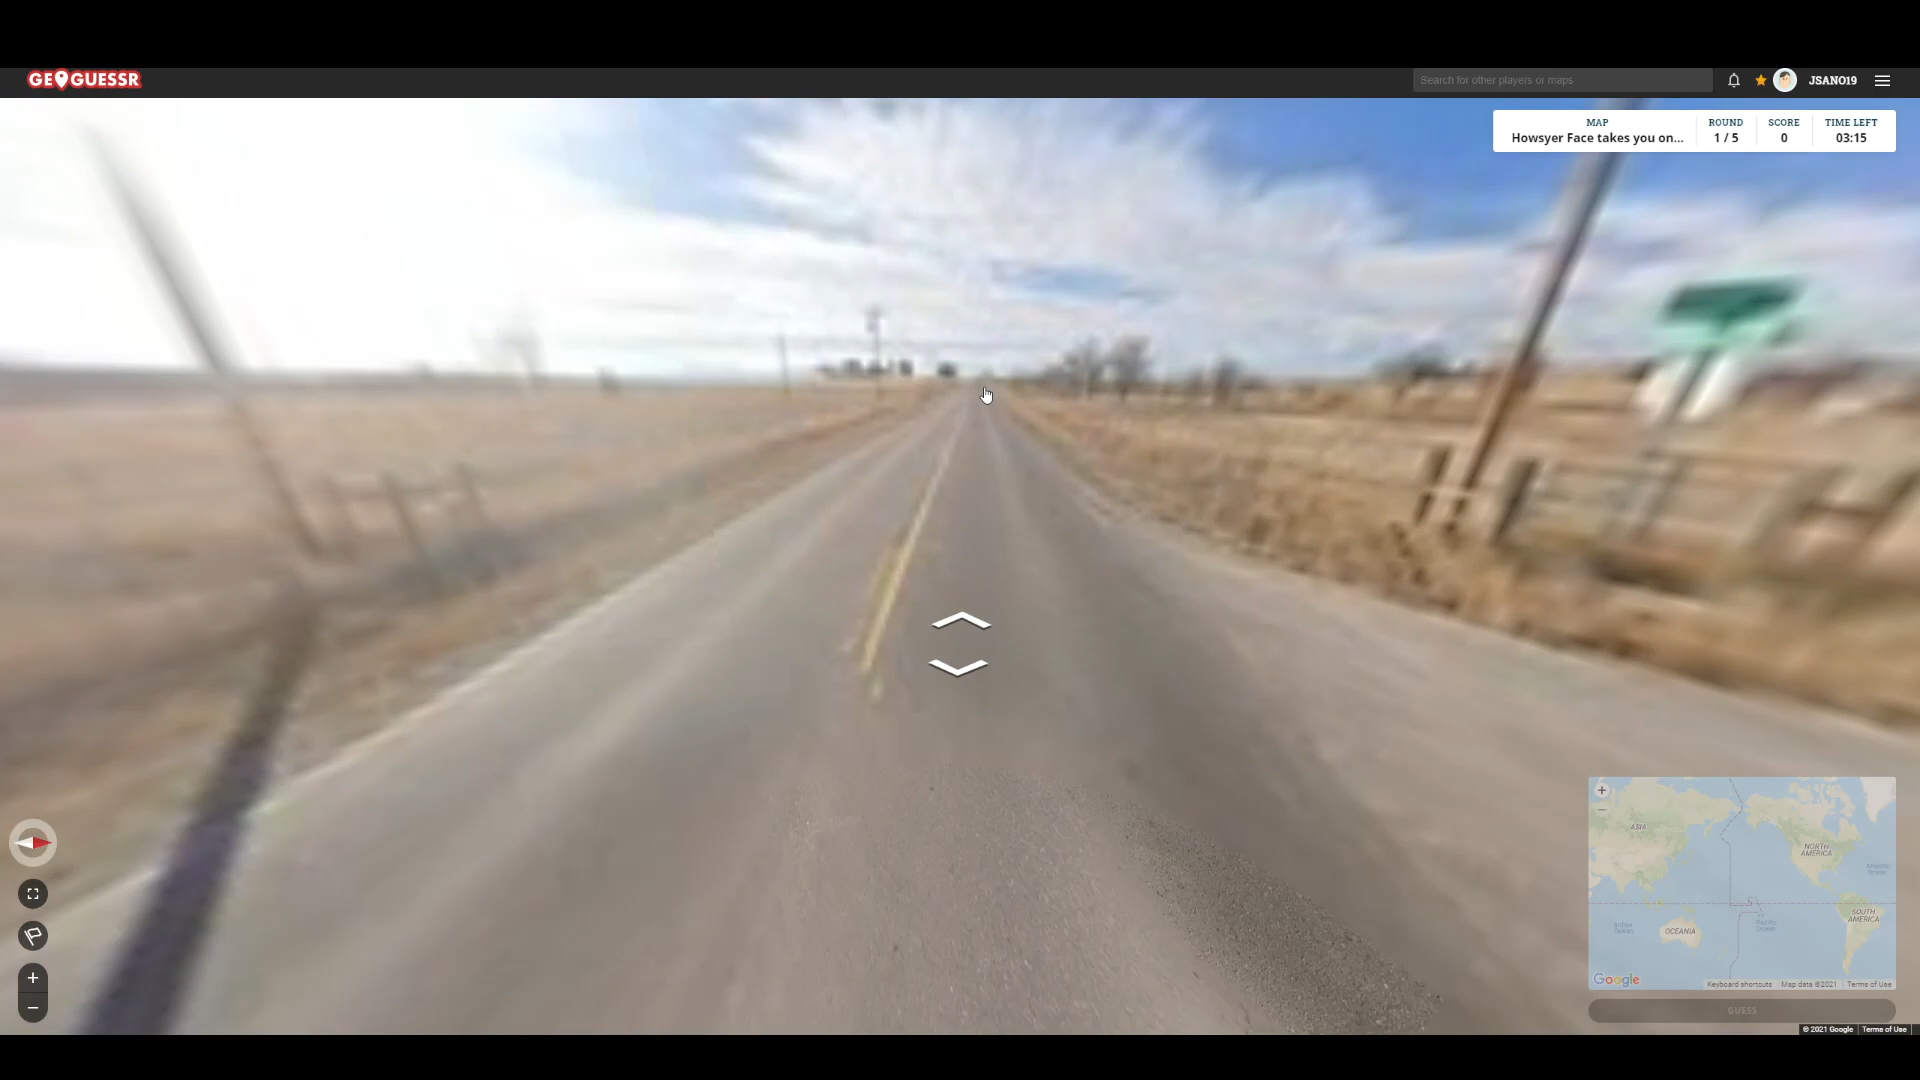 GEOGUESSR
Search for other players or maps
JSANO19
MAP
Howsyer Face takes you on...
ROUND
1 / 5
SCORE
0
TIME LEFT
03:15
ASIA
NORTH
AMERICA
Pacific
Ocean
OCEANIA
SOUTH
AMERICA
Google
Keyboard shortcuts
Map data ©2021
Terms of Use
GUESS
© 2021 Google
Terms of Use